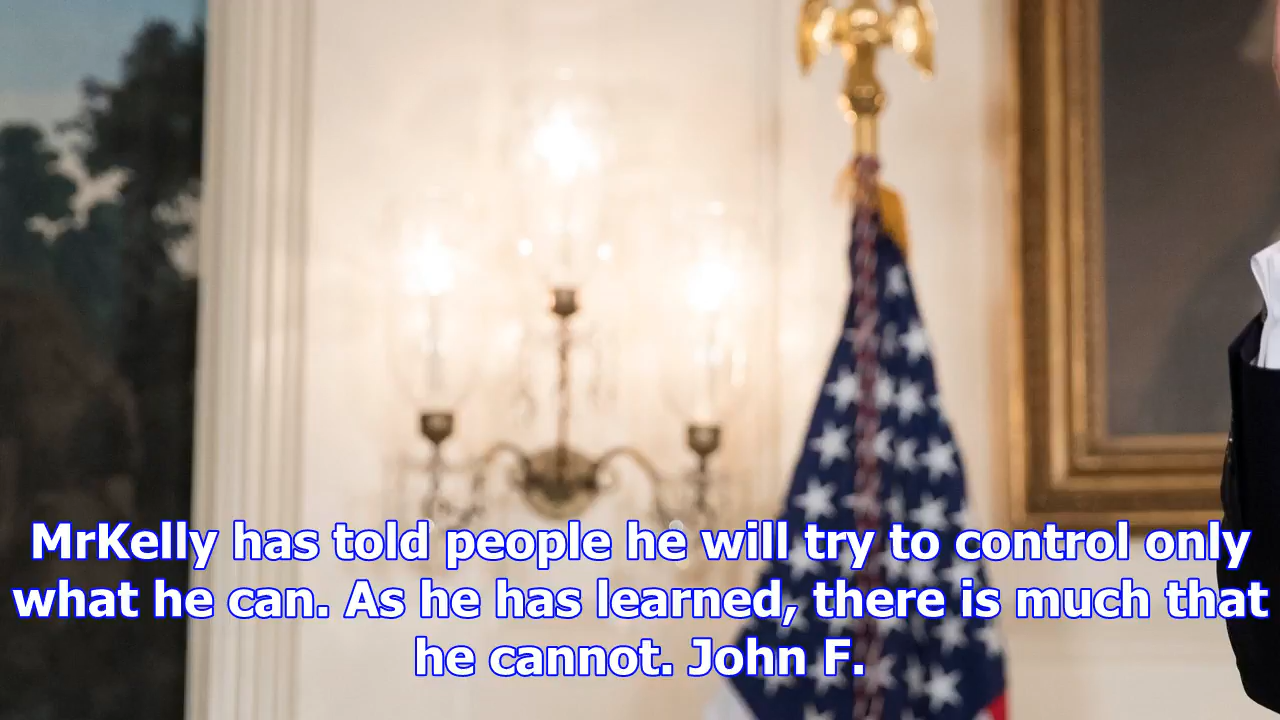 MrKelly has told people he will try to control only
what he can. As he has learned, there is much that
he cannot. John F.